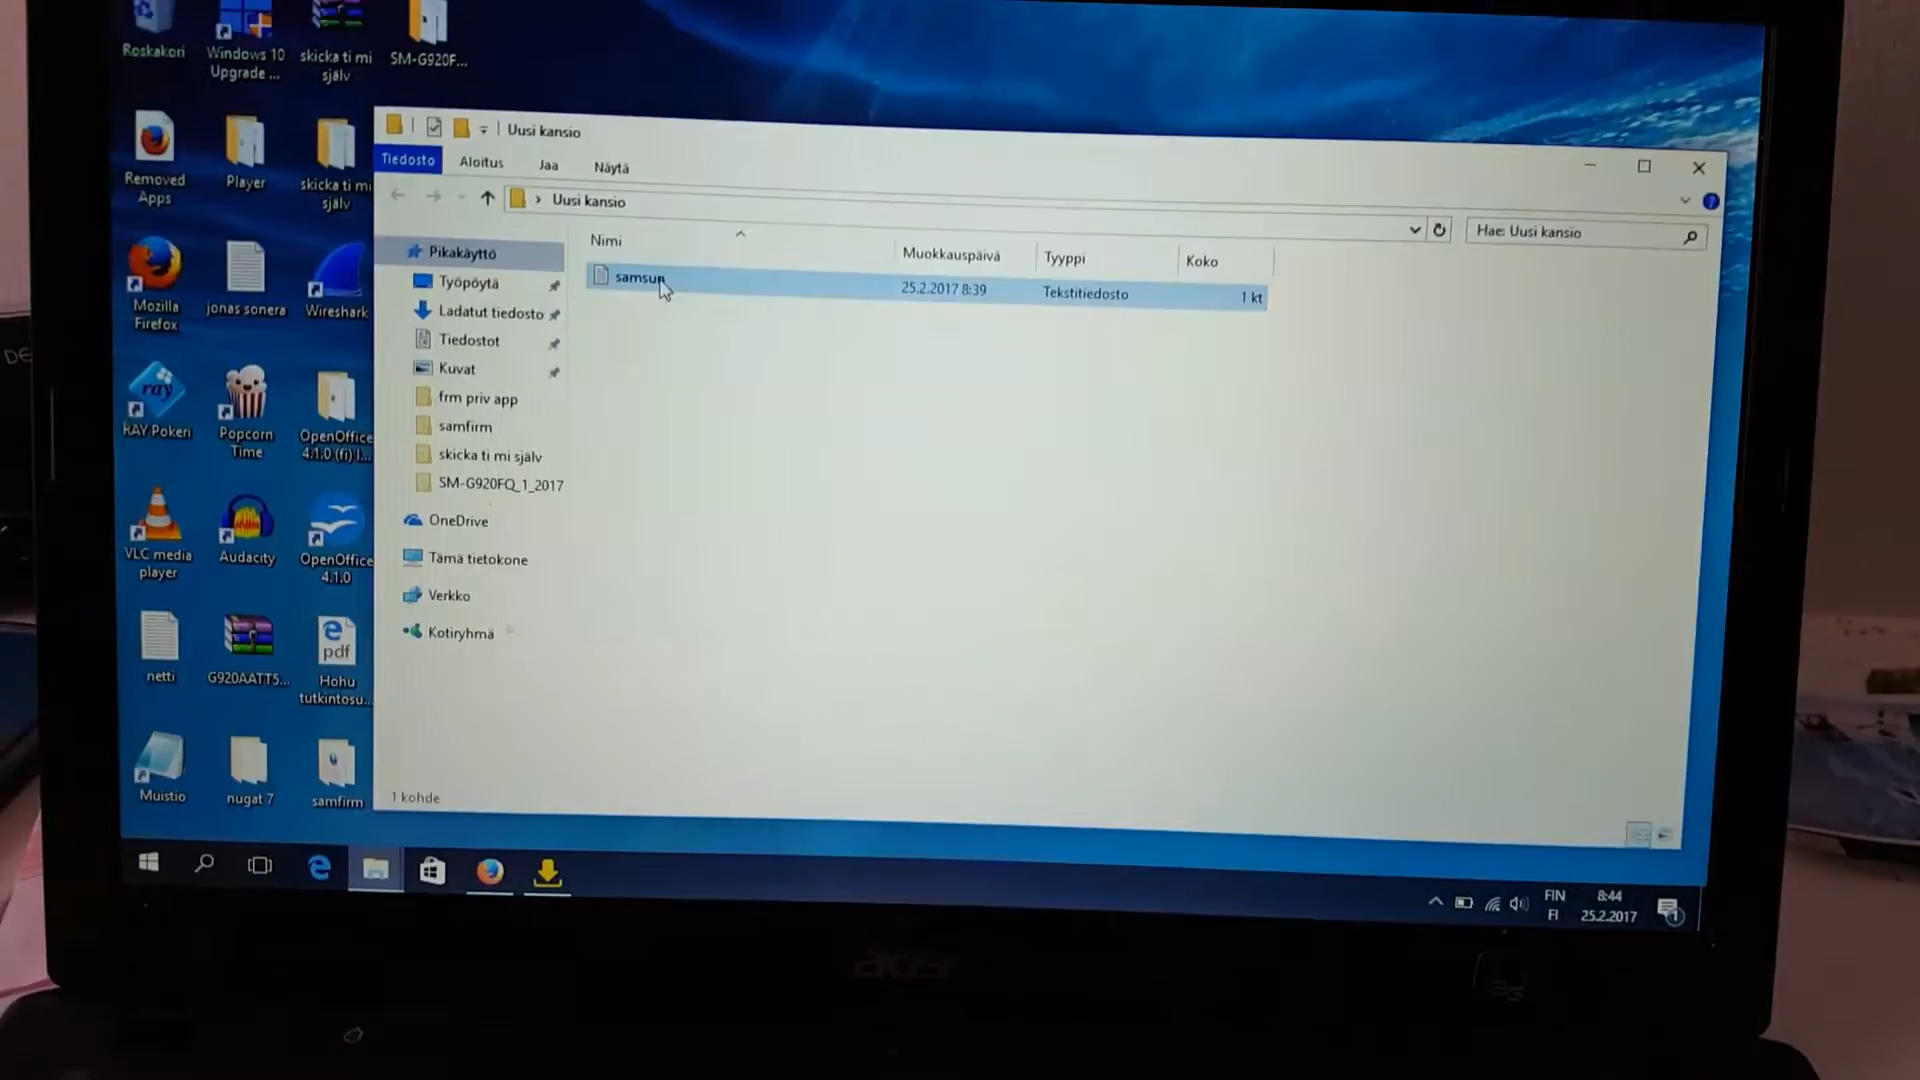 Roskakori
Windows 10
Upgrade ...
skicka ti mi
själv
SM-G920F...
Removed
Apps
Player
skicka ti mi
själv
Mozilla
Firefox
jonas sonera
Wireshark
ray
RAY Pokeri
Popcorn
Time
OpenOffice
4.1.0 (fi) I...
VLC media
player
Audacity
OpenOffice
4.1.0
netti
G920AATT5...
pdf
Hohu
tutkintosu...
Muistio
nugat 7
samfirm
Uusi kansio
Tiedosto
Aloitus
Jaa
Näytä
Uusi kansio
Hae: Uusi kansio
Pikakäyttö
Työpöytä
Ladatut tiedosto
Tiedostot
Kuvat
frm priv app
samfirm
skicka ti mi själv
SM-G920FQ_1_2017
OneDrive
Tämä tietokone
Verkko
Kotiryhmä
Nimi
Muokkauspäivä
Tyyppi
Koko
samsun
25.2.2017 8:39
Tekstitiedosto
1 kt
1 kohde
FIN
FI
8:44
25.2.2017
1
acer
DE